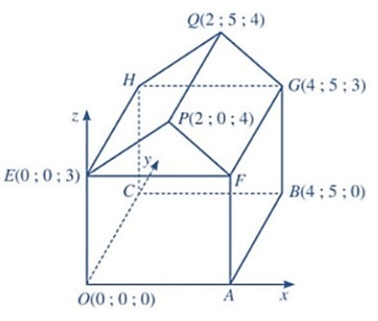 Q(2 ; 5 ; 4)
H
G(4 ; 5 ; 3)
z
P(2 ; 0 ; 4)
y
E(0 ; 0 ; 3)
F
C
B(4 ; 5 ; 0)
O(0 ; 0 ; 0)
A
x